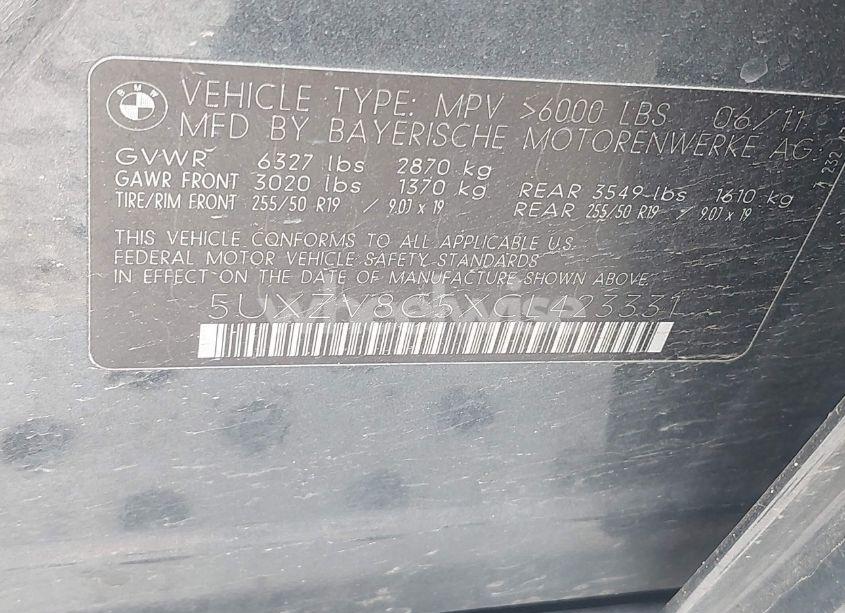 BMW
VEHICLE TYPE: MPV >6000 LBS 06/11
MFD BY BAYERISCHE MOTORENWERKE AG
GVWR 6327 lbs 2870 kg
GAWR FRONT 3020 lbs 1370 kg REAR 3549 lbs 1610 kg
TIRE/RIM FRONT 255/50 R19 / 9.0J x 19 REAR 255/50 R19 / 9.0J x 19
THIS VEHICLE CONFORMS TO ALL APPLICABLE U.S.
FEDERAL MOTOR VEHICLE SAFETY STANDARDS
IN EFFECT ON THE DATE OF MANUFACTURE SHOWN ABOVE.